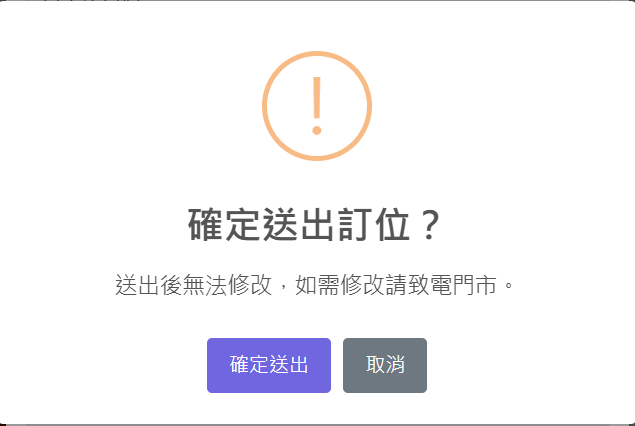 確定送出訂位？
送出後無法修改，如需修改請致電門市。
確定送出
取消